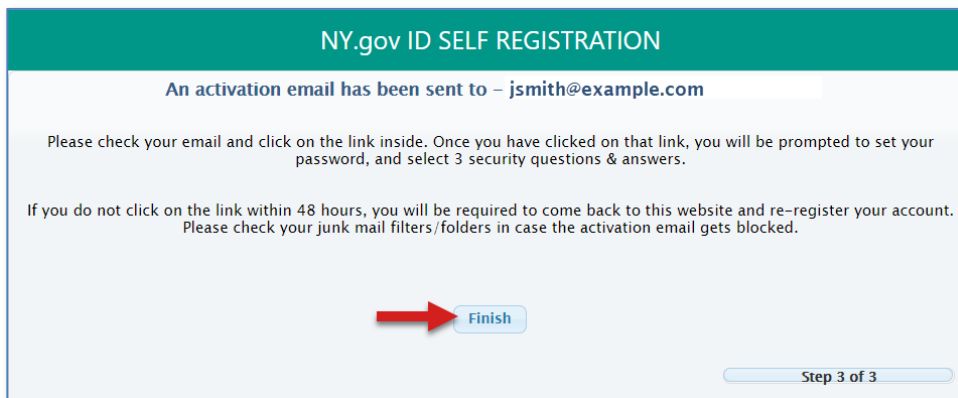 NY.gov ID SELF REGISTRATION
An activation email has been sent to – jsmith@example.com
Please check your email and click on the link inside. Once you have clicked on that link, you will be prompted to set your
password, and select 3 security questions & answers.
If you do not click on the link within 48 hours, you will be required to come back to this website and re-register your account.
Please check your junk mail filters/folders in case the activation email gets blocked.
Finish
Step 3 of 3